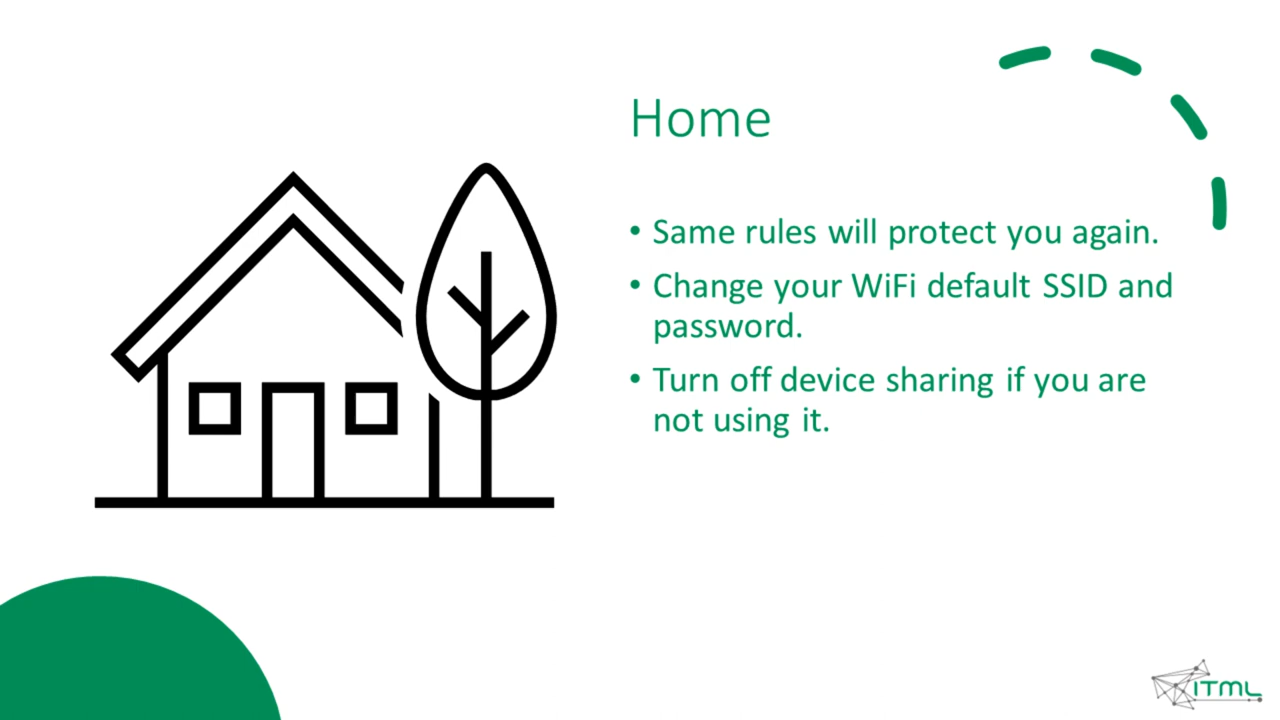 Home
• Same rules will protect you again.
• Change your WiFi default SSID and
password.
• Turn off device sharing if you are
not using it.
ITML